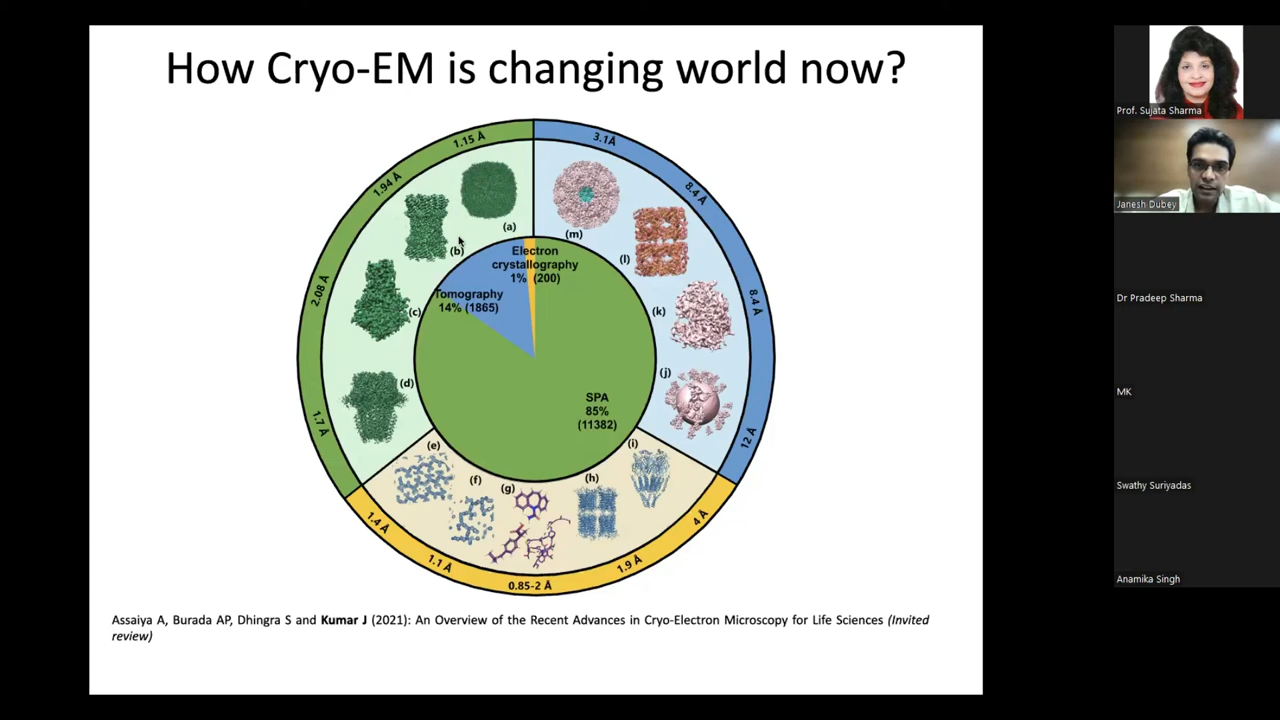 How Cryo-EM is changing world now?
1.15 Å
3.1Å
1.94 Å
8.4 Å
2.08 Å
8.4 Å
1.7 Å
12 Å
1.4 Å
1.1 Å
0.85-2 Å
1.9 Å
4 Å
(a)
(b)
(c)
(d)
(e)
(f)
(g)
(h)
(i)
(j)
(k)
(l)
(m)
Electron
crystallography
1% (200)
Tomography
14% (1865)
SPA
85%
(11382)
Assaiya A, Burada AP, Dhingra S and Kumar J (2021): An Overview of the Recent Advances in Cryo-Electron Microscopy for Life Sciences (Invited
review)
Prof. Sujata Sharma
Janesh Dubey
Dr Pradeep Sharma
MK
Swathy Suriyadas
Anamika Singh